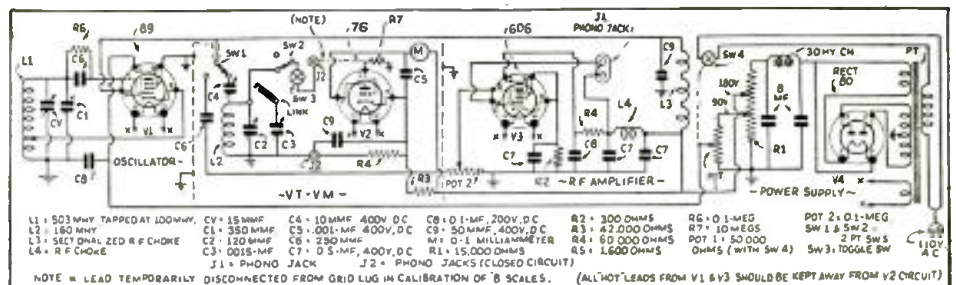 R6 89 (NOTE) 76 R7 J1 PHONO JACK 606 C9 SW4 30 HY CH PT
L1 C6 SW1 SW2 M J2 C5 180V RECT 80
C4 SW3 LINK R4 L4 L3 90V 8 MF
CV C1 V1 L2 C2 C3 C9 V2 V3 C7 C8 C7 C7 R1 V4
X X X X X X X
C6 C8 OSCILLATOR J2 R4 R3 POT 2 R2
~VT-VM~ ~R F AMPLIFIER~ ~POWER SUPPLY~
L1 = 503 MHY TAPPED AT 100MHY. CV = 15 MMF C4 = 10 MMF 400V, DC C8 = 0.1-MF, 200V, DC R2 = 300 OHMS R6 = 0.1-MEG POT 2 = 0.1-MEG
L2 = 160 MHY C1 = 350 MMF C5 = .001-MF 400V, DC C9 = 50 MMF, 400V, DC R3 = 42,000 OHMS R7 = 10 MEGS SW 1 & SW 2 =
L3 = SECTIONALIZED R F CHOKE C2 = 120 MMF C6 = 250 MMF M = 0-1 MILLIAMMETER R4 = 60,000 OHMS POT 1 = 50,000 2 PT SWS
L4 = R F CHOKE C3 = .0015-MF C7 = 0.5-MF, 400V, DC R1 = 15,000 OHMS R5 = 1,600 OHMS OHMS (WITH SW4) SW3 = TOGGLE SW
110V. A C
J1 = PHONO JACK J2 = PHONO JACKS (CLOSED CIRCUIT)
NOTE = LEAD TEMPORARILY DISCONNECTED FROM GRID LUG IN CALIBRATION OF "B" SCALES. (ALL "HOT" LEADS FROM V1 & V3 SHOULD BE KEPT AWAY FROM V2 CIRCUIT)